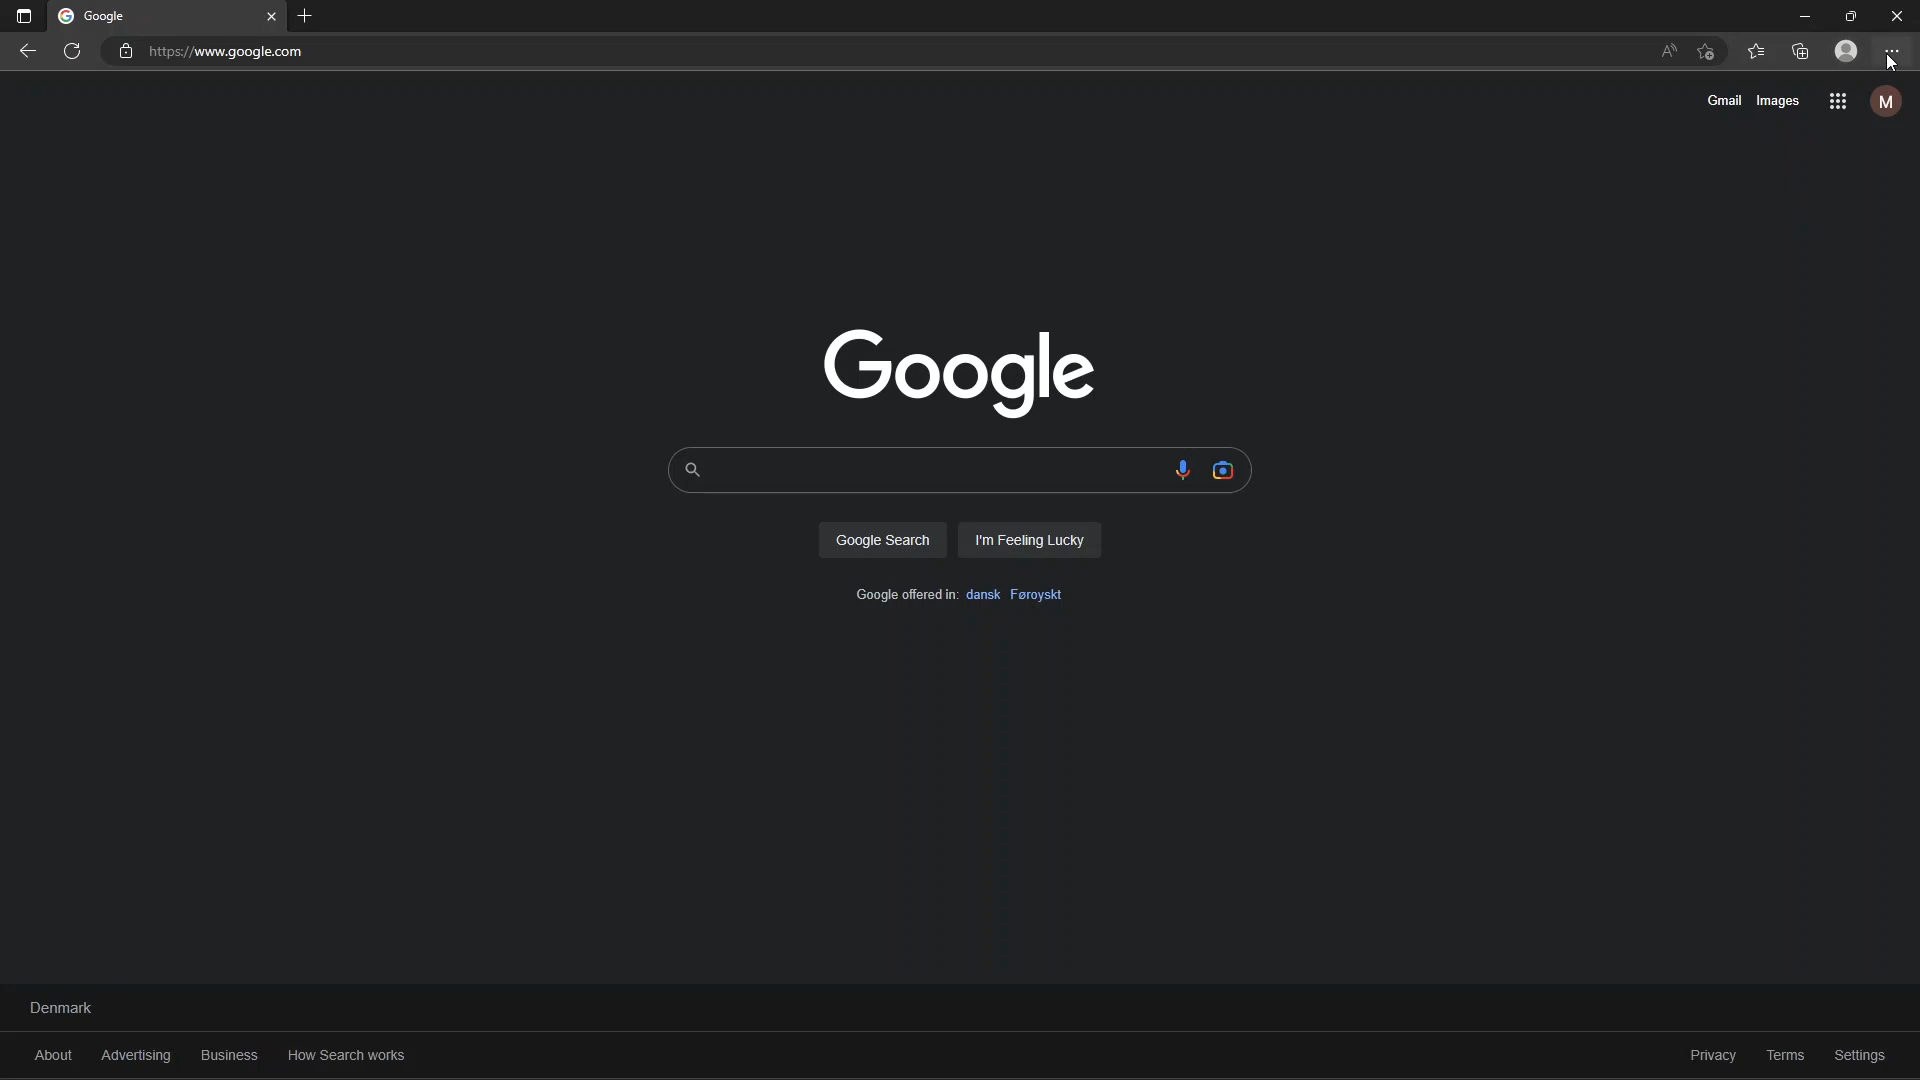 Google
https://www.google.com
Gmail Images M
Google
Google Search I'm Feeling Lucky
Google offered in: dansk Føroyskt
Denmark
About Advertising Business How Search works Privacy Terms Settings